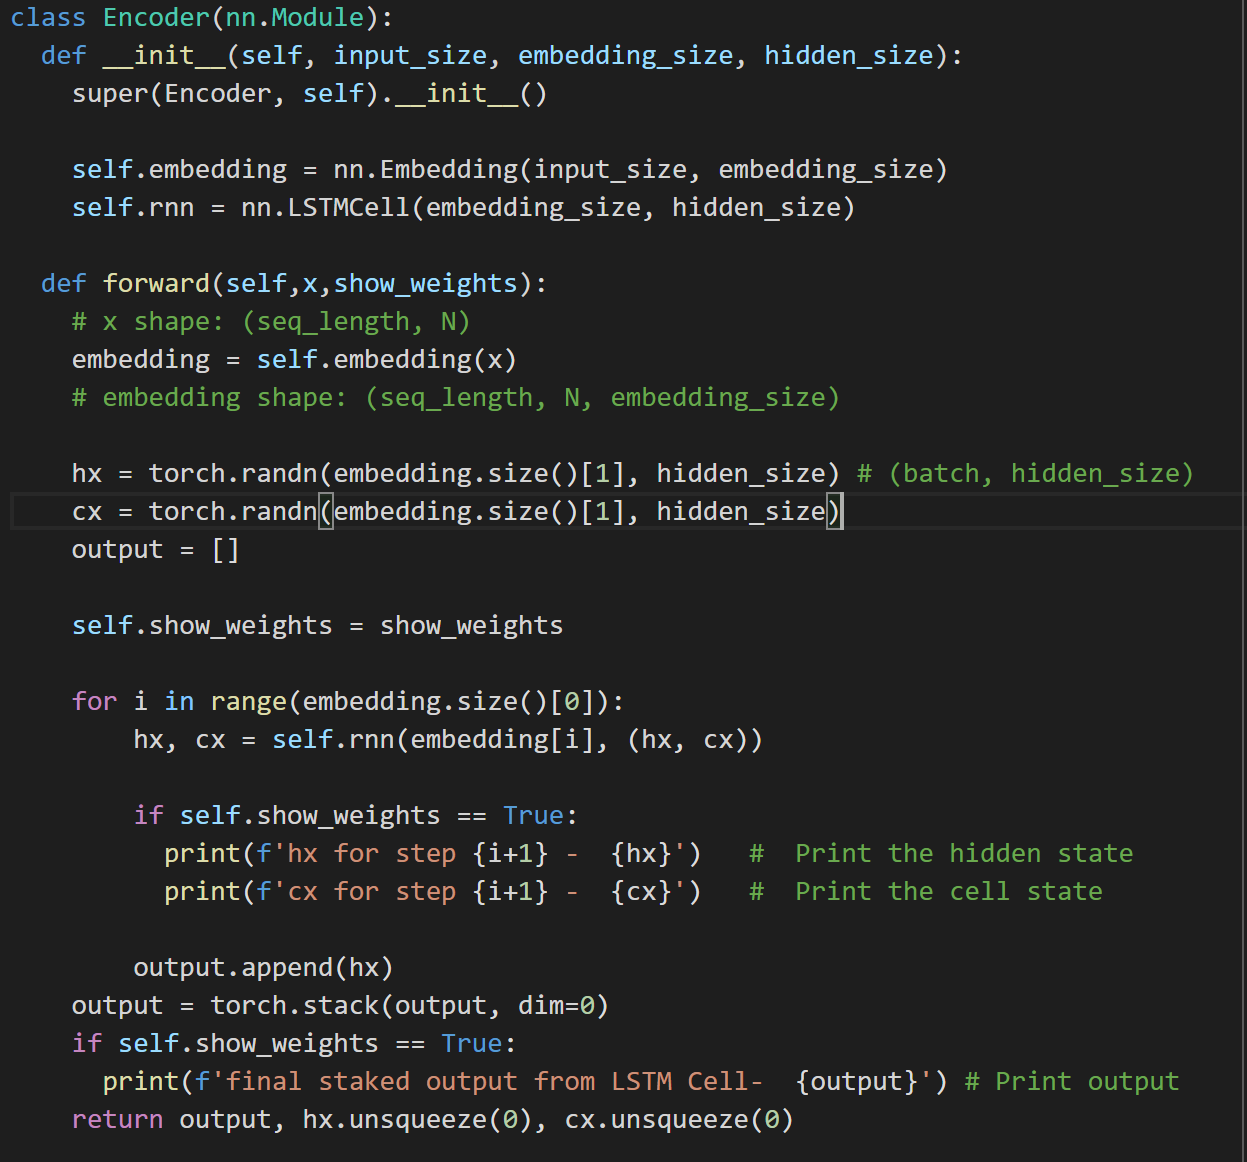 class Encoder(nn.Module):
  def __init__(self, input_size, embedding_size, hidden_size):
    super(Encoder, self).__init__()

    self.embedding = nn.Embedding(input_size, embedding_size)
    self.rnn = nn.LSTMCell(embedding_size, hidden_size)

  def forward(self,x,show_weights):
    # x shape: (seq_length, N)
    embedding = self.embedding(x)
    # embedding shape: (seq_length, N, embedding_size)

    hx = torch.randn(embedding.size()[1], hidden_size) # (batch, hidden_size)
    cx = torch.randn(embedding.size()[1], hidden_size)
    output = []

    self.show_weights = show_weights

    for i in range(embedding.size()[0]):
        hx, cx = self.rnn(embedding[i], (hx, cx))

        if self.show_weights == True:
          print(f'hx for step {i+1} -  {hx}')   #  Print the hidden state
          print(f'cx for step {i+1} -  {cx}')   #  Print the cell state

        output.append(hx)
    output = torch.stack(output, dim=0)
    if self.show_weights == True:
      print(f'final staked output from LSTM Cell-  {output}') # Print output
    return output, hx.unsqueeze(0), cx.unsqueeze(0)